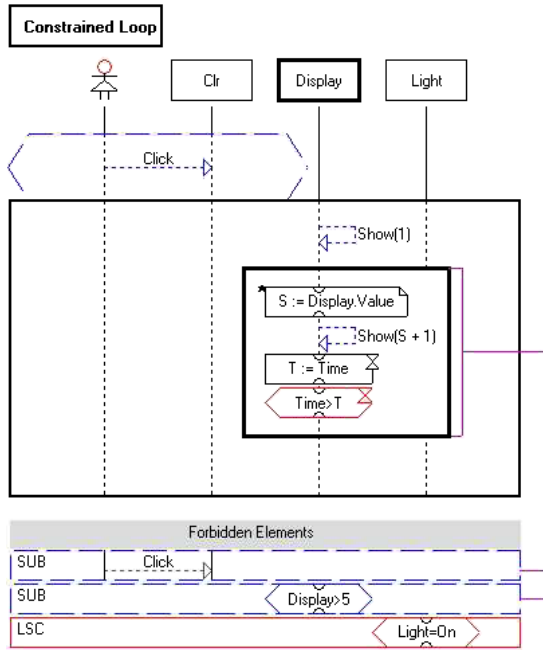 Constrained Loop
Clr
Display
Light
Click
Show(1)
*
S := Display.Value
Show(S + 1)
T := Time
Time>T
Forbidden Elements
SUB
Click
SUB
Display>5
LSC
Light=On